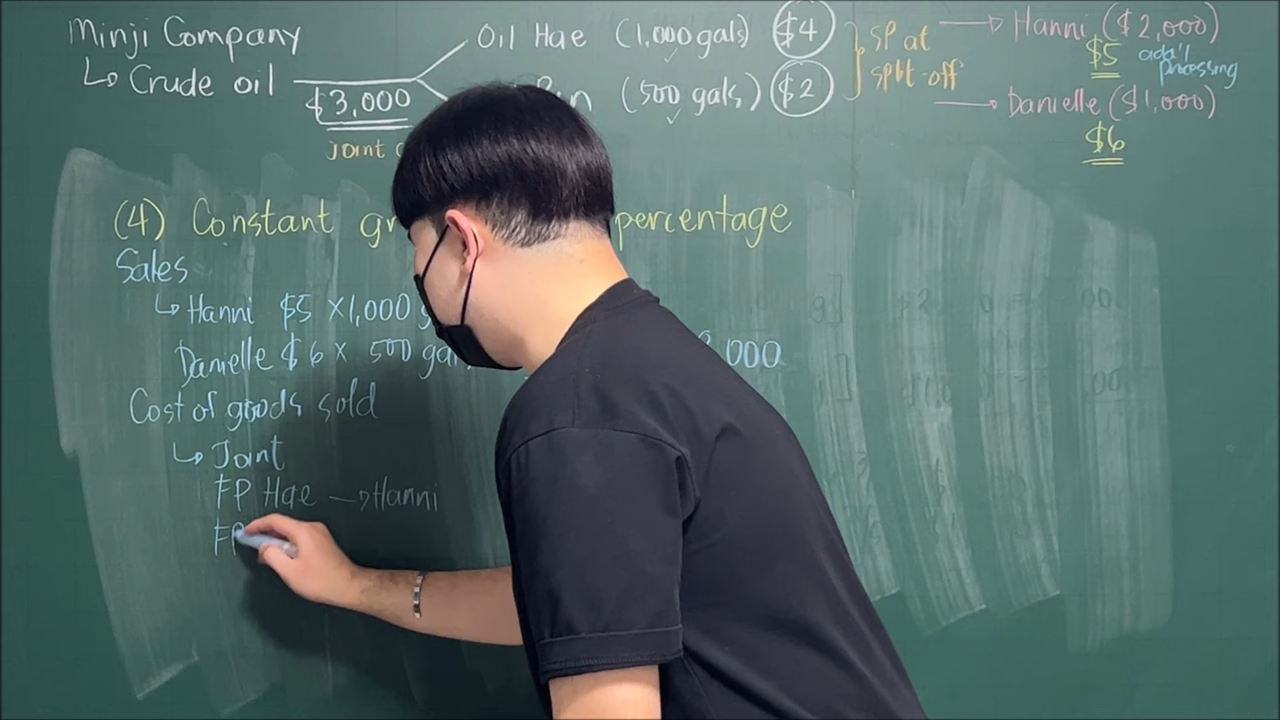 Minji Company
↳ Crude oil
$3,000
Joint
Oil Hae (1,000 gals) $4
(500 gals) $2
SP at
split-off
→ Hanni ($2,000)
$5 add'l
processing
→ Danielle ($1,000)
$6
(4) Constant percentage
Sales
↳ Hanni $5 × 1,000
Danielle $6 × 500 gals
Cost of goods sold
↳ Joint
FP Hae → Hanni
FP